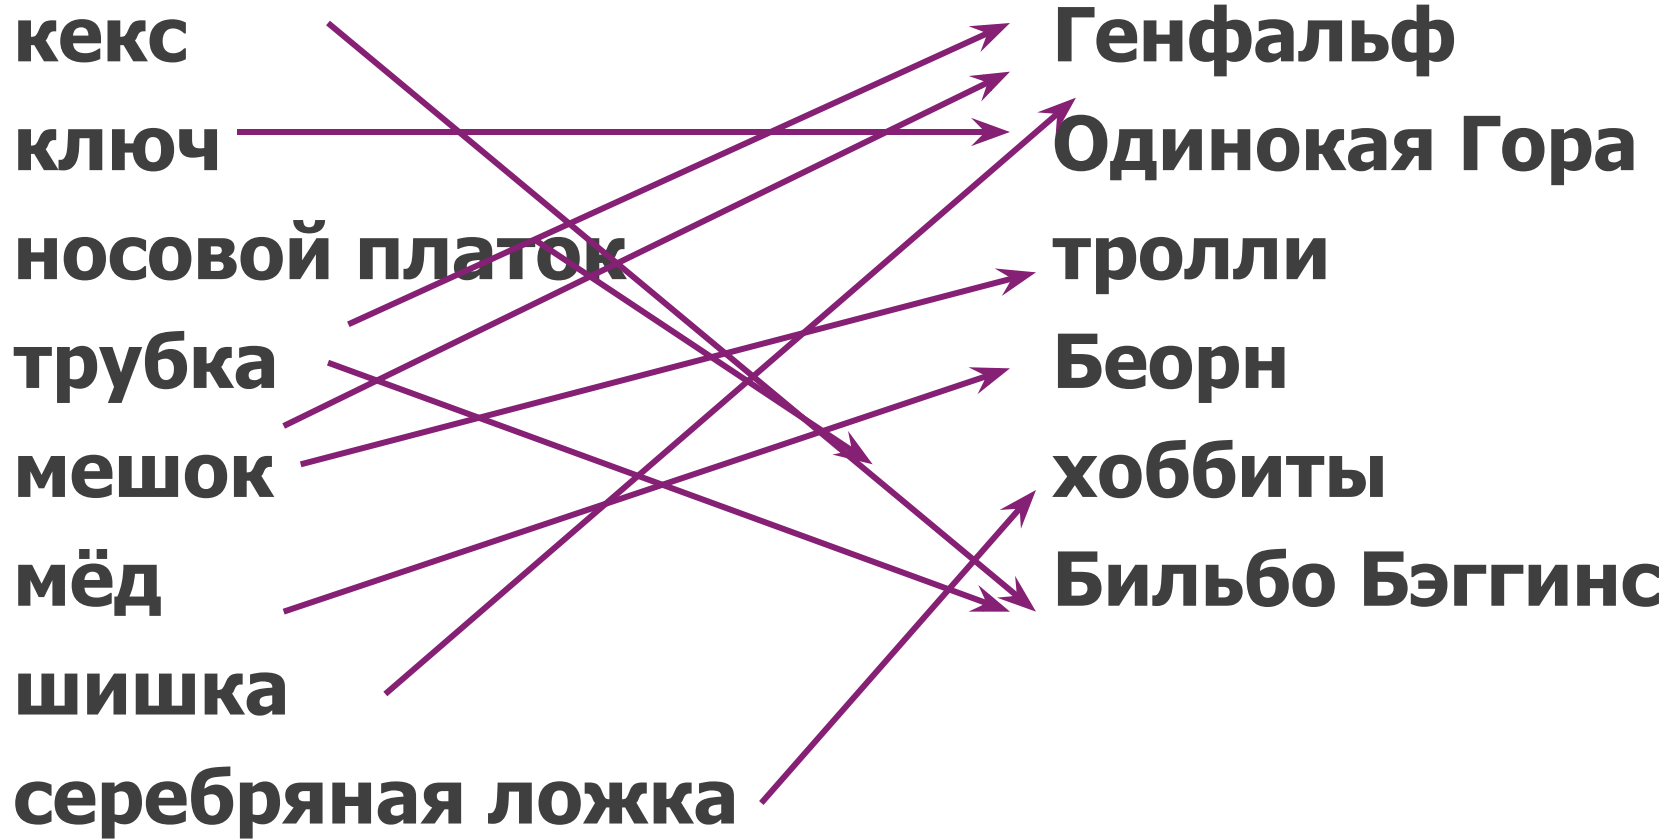 кекс
ключ
носовой платок
трубка
мешок
мёд
шишка
серебряная ложка
Генфальф
Одинокая Гора
тролли
Беорн
хоббиты
Бильбо Бэггинс